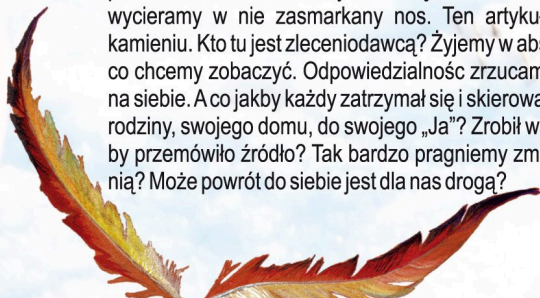 wycieramy w nie zasmarkany nos. Ten artyku
kamieniu. Kto tu jest zleceniodawcą? Żyjemy w abs
co chcemy zobaczyć. Odpowiedzialnośc zrzucam
na siebie. A co jakby każdy zatrzymał się i skierowa
rodziny, swojego domu, do swojego „Ja”? Zrobił w
by przemówiło źródło? Tak bardzo pragniemy zm
nią? Może powrót do siebie jest dla nas drogą?